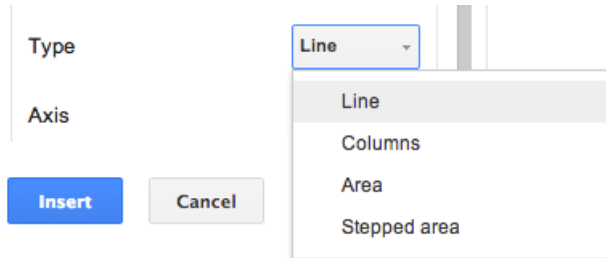 Type
Line
Line
Axis
Columns
Area
Insert
Cancel
Stepped area